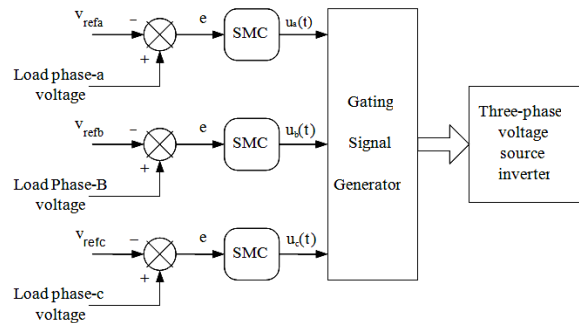 v_refa
−
e
SMC
u_a(t)
+
Load phase-a
voltage
v_refb
−
e
SMC
u_b(t)
+
Load Phase-B
voltage
v_refc
−
e
SMC
u_c(t)
+
Load phase-c
voltage
Gating
Signal
Generator
Three-phase
voltage
source
inverter